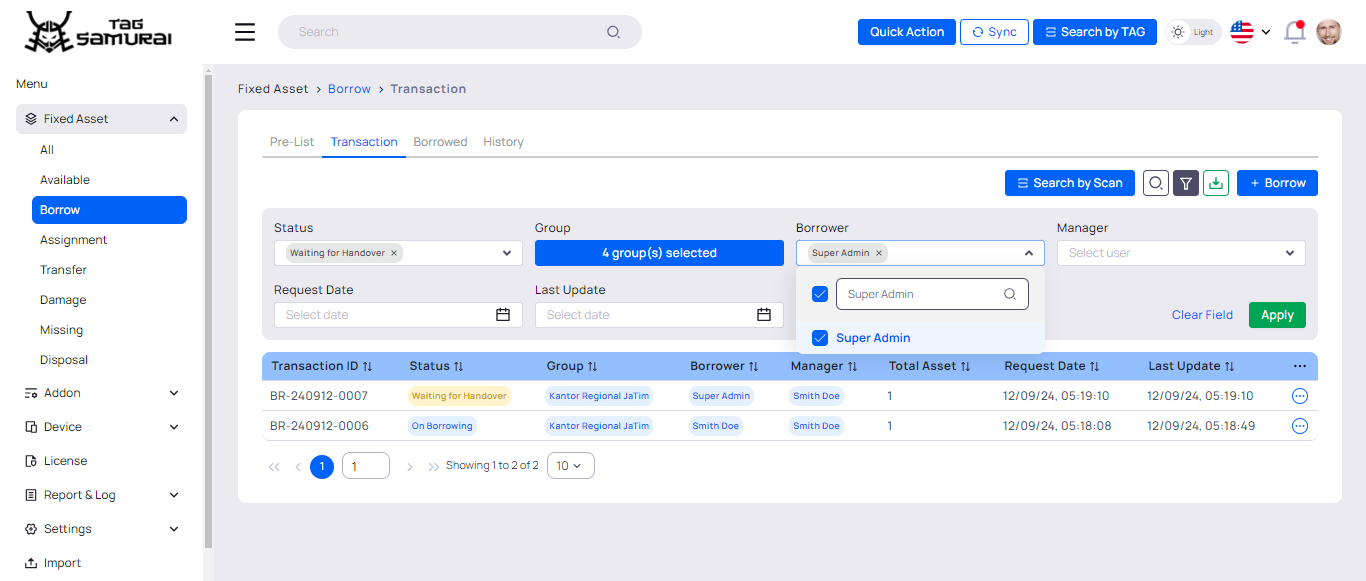 TAG
SAMURAI
Search
Quick Action
Sync
Search by TAG
Light
Menu
Fixed Asset
All
Available
Borrow
Assignment
Transfer
Damage
Missing
Disposal
Addon
Device
License
Report & Log
Settings
Import
Fixed Asset > Borrow > Transaction
Pre-List Transaction Borrowed History
Search by Scan
+ Borrow
Status Group Borrower Manager
Waiting for Handover × 4 group(s) selected Super Admin × Select user
Request Date Last Update
Select date Select date
Super Admin
Super Admin
Clear Field Apply
Transaction ID Status Group Borrower Manager Total Asset Request Date Last Update ...
BR-240912-0007 Waiting for Handover Kantor Regional JaTim Super Admin Smith Doe 1 12/09/24, 05:19:10 12/09/24, 05:19:10
BR-240912-0006 On Borrowing Kantor Regional JaTim Smith Doe Smith Doe 1 12/09/24, 05:18:08 12/09/24, 05:18:49
« ‹ 1 1 › » Showing 1 to 2 of 2 10